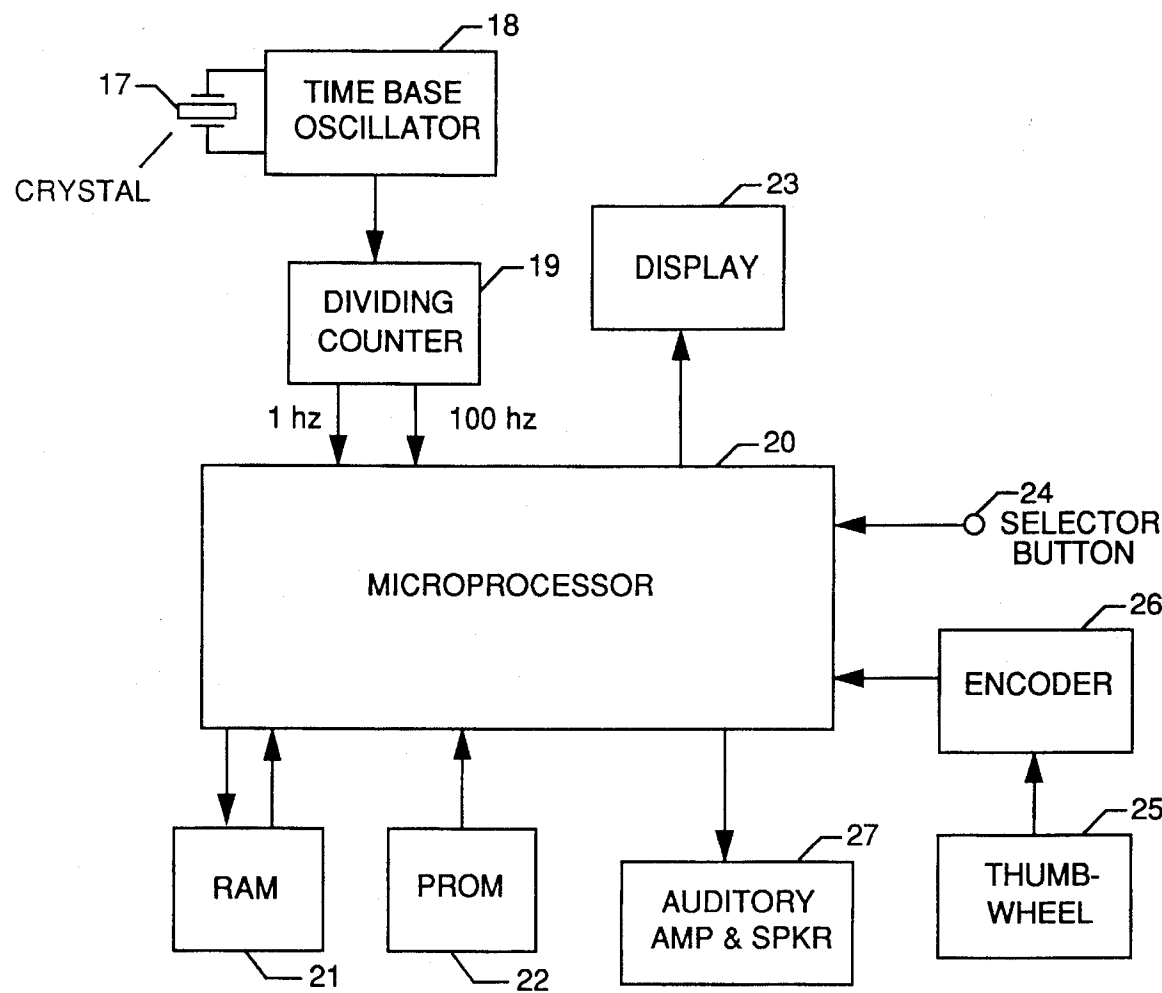 18
17
TIME BASE
OSCILLATOR
CRYSTAL
23
DISPLAY
19
DIVIDING
COUNTER
1 hz
100 hz
20
24
SELECTOR
BUTTON
MICROPROCESSOR
26
ENCODER
25
THUMB-
WHEEL
27
RAM
PROM
AUDITORY
AMP & SPKR
21
22